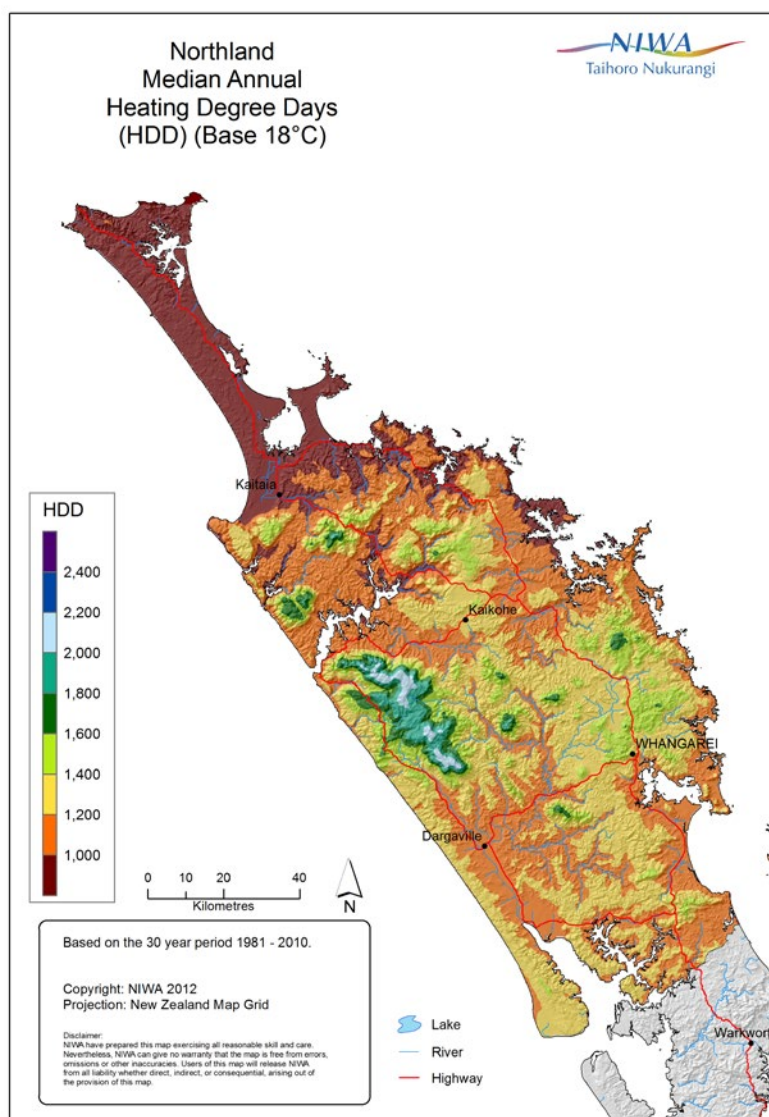 Northland
Median Annual
Heating Degree Days
(HDD) (Base 18°C)
NIWA
Taihoro Nukurangi
Kaitaia
Kaikohe
WHANGAREI
Dargaville
Warkwor
HDD
2,400
2,200
2,000
1,800
1,600
1,400
1,200
1,000
0 20 40
Kilometres
N
Based on the 30 year period 1981 - 2010.
Copyright: NIWA 2012
Projection: New Zealand Map Grid
Disclaimer:
NIWA have prepared this map exercising all reasonable skill and care.
Nevertheless, NIWA can give no warranty that the map is free from errors,
omissions or other inaccuracies. Users of this map will release NIWA
from all liability whether direct, indirect, or consequential, arising out of
the provision of this map.
Lake
River
Highway